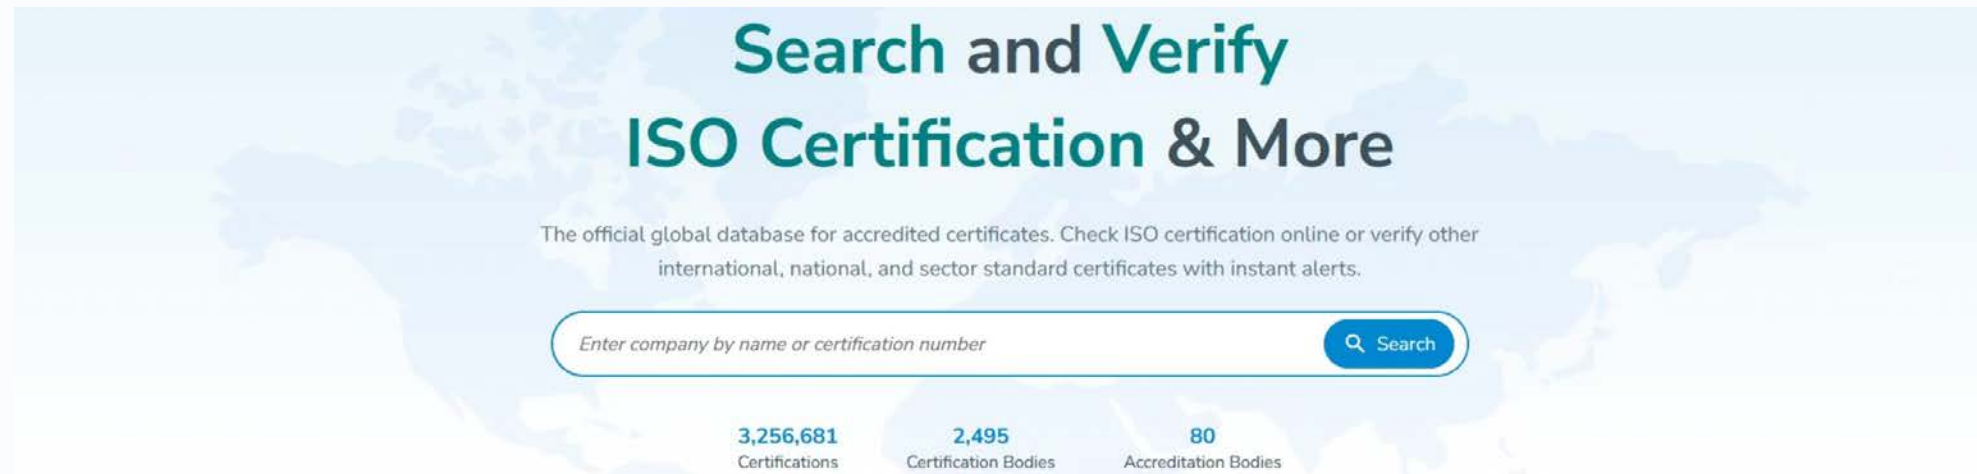 Search and Verify
ISO Certification & More
The official global database for accredited certificates. Check ISO certification online or verify other
international, national, and sector standard certificates with instant alerts.
Enter company by name or certification number
Search
3,256,681
Certifications
2,495
Certification Bodies
80
Accreditation Bodies